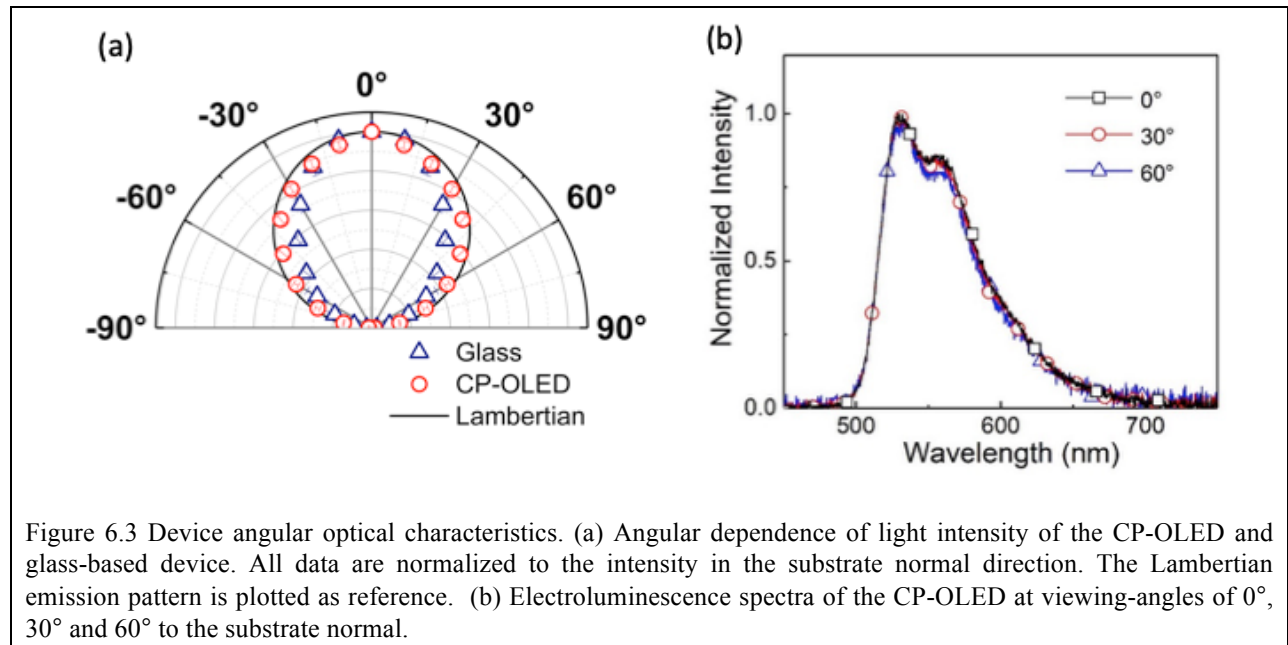 (a)
0°
-30°
30°
-60°
60°
-90°
90°
Glass
CP-OLED
Lambertian
(b)
Normalized Intensity
1.0
0.5
0.0
0°
30°
60°
500
600
700
Wavelength (nm)
Figure 6.3 Device angular optical characteristics. (a) Angular dependence of light intensity of the CP-OLED and
glass-based device. All data are normalized to the intensity in the substrate normal direction. The Lambertian
emission pattern is plotted as reference. (b) Electroluminescence spectra of the CP-OLED at viewing-angles of 0°,
30° and 60° to the substrate normal.